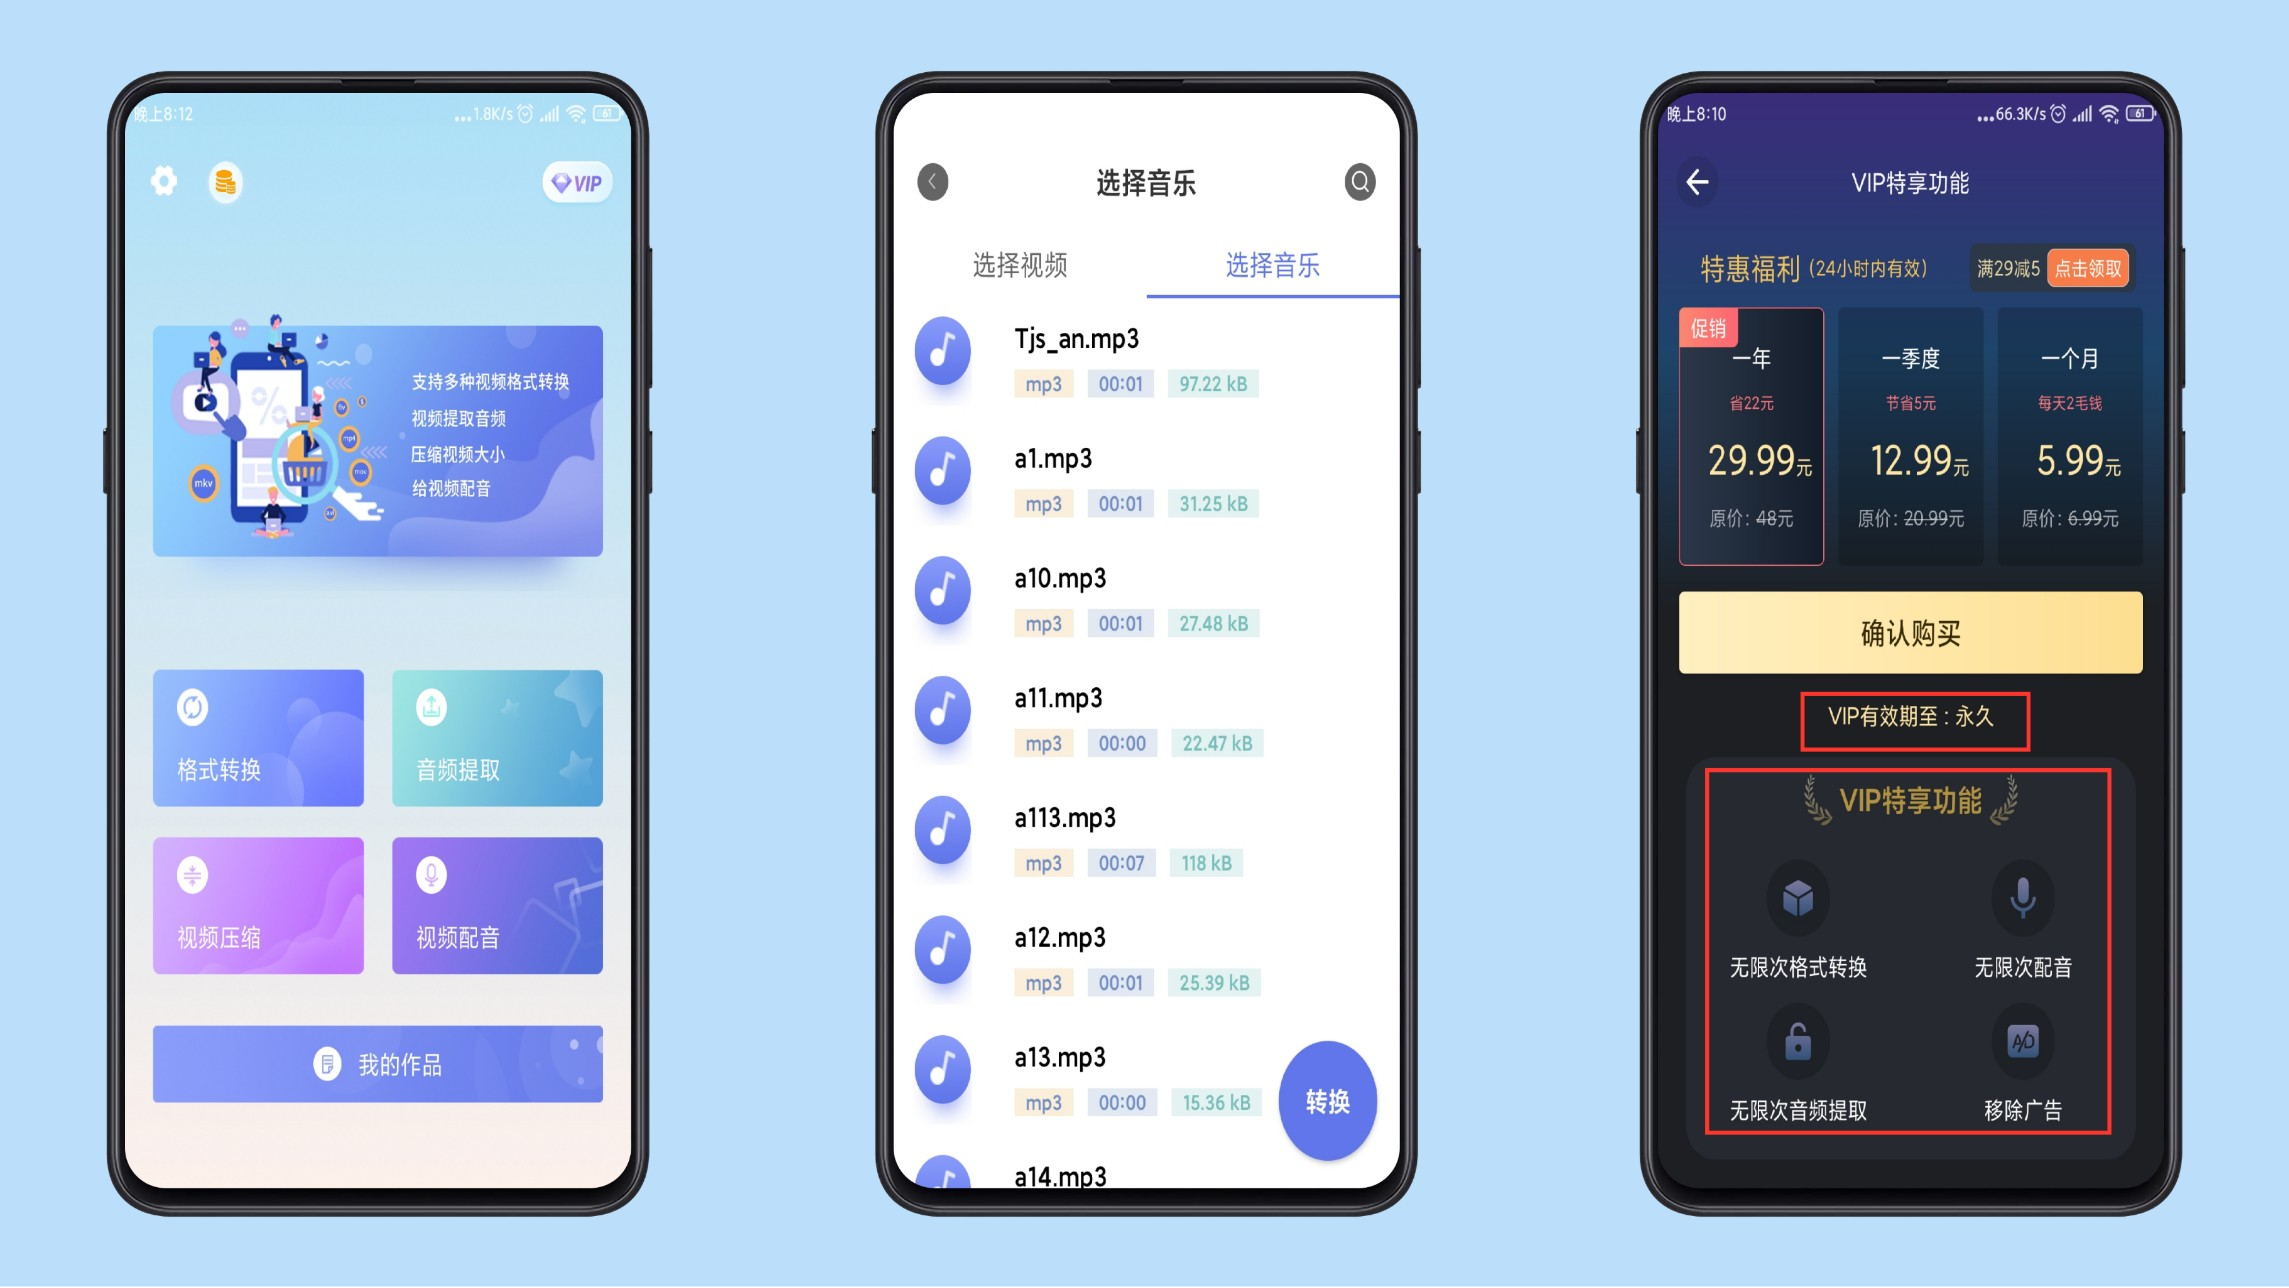 晚上8:12
...1.8K/s
61
VIP
支持多种视频格式转换
视频提取音频
压缩视频大小
给视频配音
mp4
mkv
格式转换
音频提取
视频压缩
视频配音
我的作品
选择音乐
选择视频
选择音乐
Tjs_an.mp3
mp3 00:01 97.22 kB
a1.mp3
mp3 00:01 31.25 kB
a10.mp3
mp3 00:01 27.48 kB
a11.mp3
mp3 00:00 22.47 kB
a113.mp3
mp3 00:07 118 kB
a12.mp3
mp3 00:01 25.39 kB
a13.mp3
mp3 00:00 15.36 kB
转换
a14.mp3
晚上8:10
...66.3K/s
61
VIP特享功能
特惠福利 (24小时内有效)
满29减5 点击领取
促销
一年
省22元
29.99元
原价: 48元
一季度
节省5元
12.99元
原价: 20.99元
一个月
每天2毛钱
5.99元
原价: 6.99元
确认购买
VIP有效期至 : 永久
VIP特享功能
无限次格式转换
无限次配音
无限次音频提取
A/D
移除广告